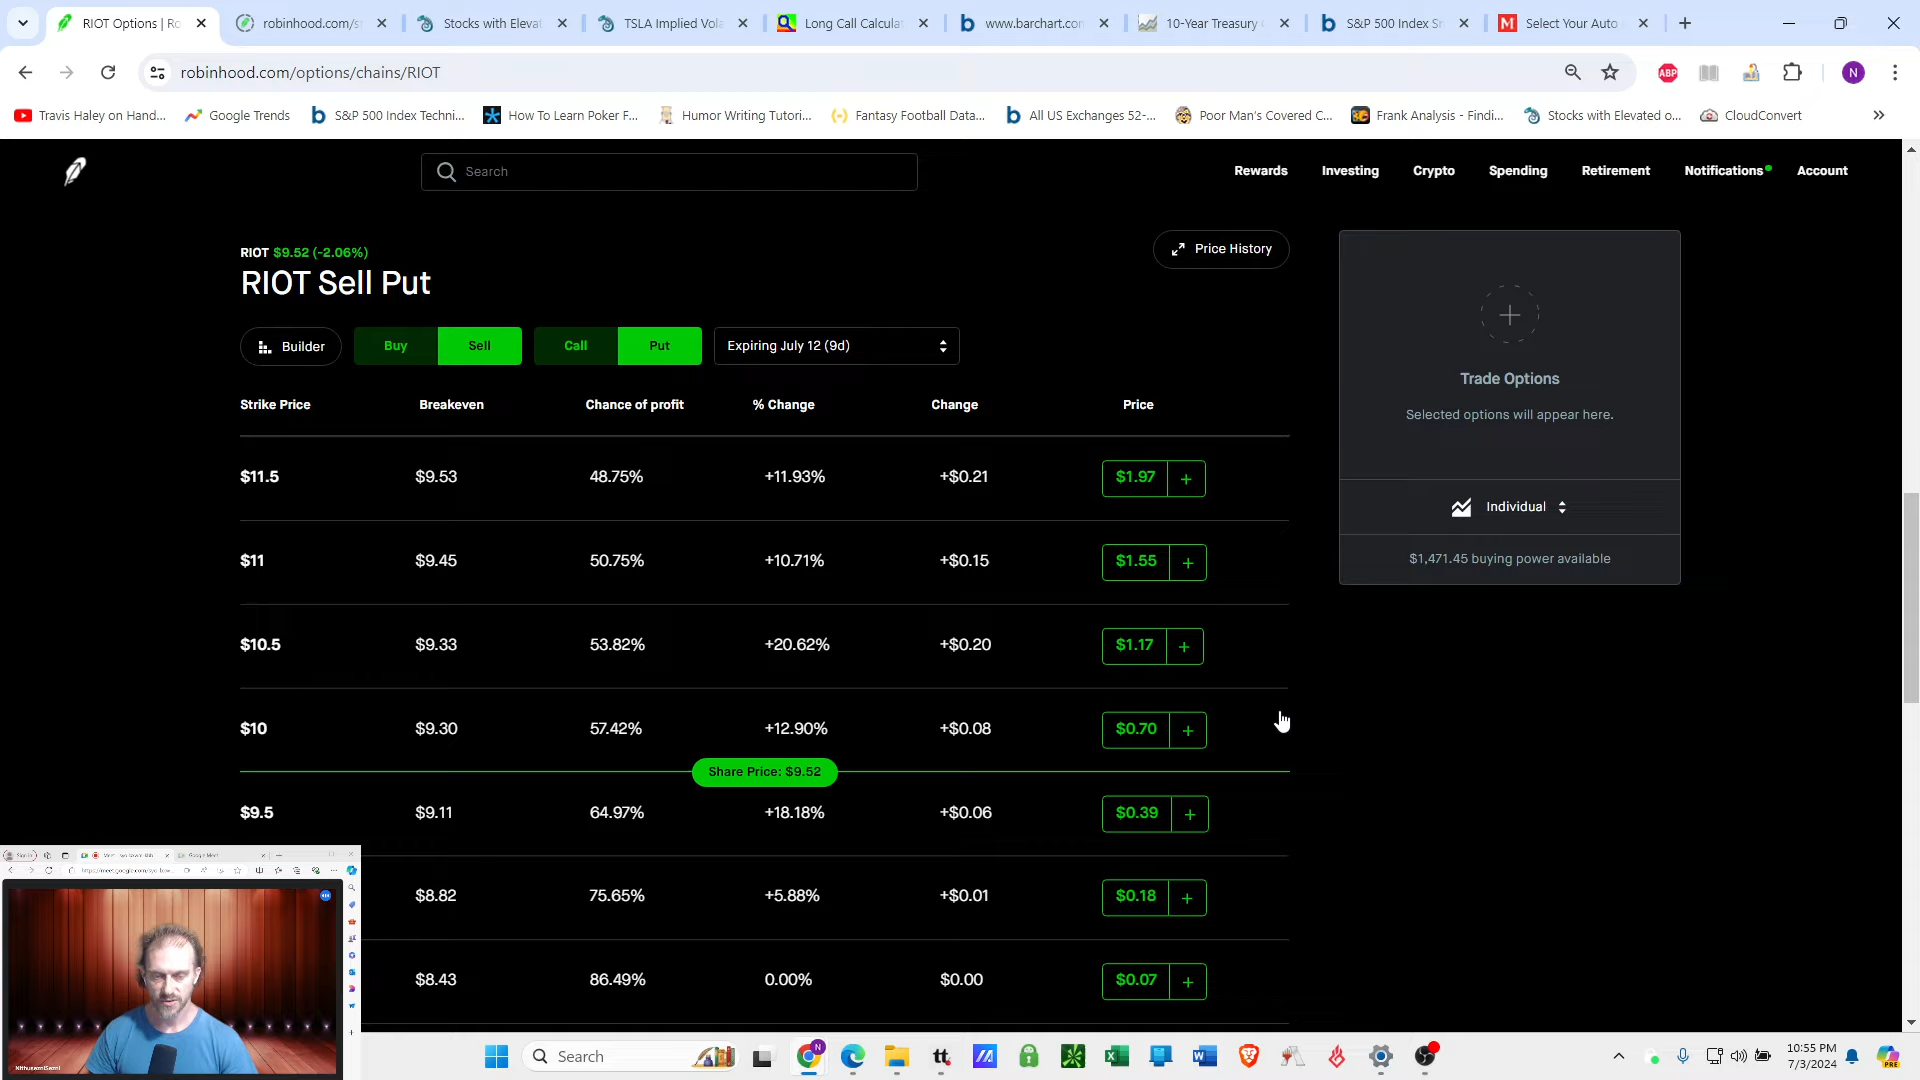 RIOT Options | Ro
robinhood.com/s
Stocks with Eleva
TSLA Implied Vola
Long Call Calcula
www.barchart.co
10-Year Treasury
S&P 500 Index S
Select Your Auto
robinhood.com/options/chains/RIOT
ABP
N
Travis Haley on Hand...
Google Trends
S&P 500 Index Techni...
How To Learn Poker F...
Humor Writing Tutori...
Fantasy Football Data...
All US Exchanges 52-...
Poor Man's Covered C...
Frank Analysis - Findi...
Stocks with Elevated o...
CloudConvert
Search
Rewards
Investing
Crypto
Spending
Retirement
Notifications
Account
RIOT $9.52 (-2.06%)
RIOT Sell Put
Price History
Builder
Buy
Sell
Call
Put
Expiring July 12 (9d)
Strike Price Breakeven Chance of profit % Change Change Price
$11.5 $9.53 48.75% +11.93% +$0.21 $1.97 +
$11 $9.45 50.75% +10.71% +$0.15 $1.55 +
$10.5 $9.33 53.82% +20.62% +$0.20 $1.17 +
$10 $9.30 57.42% +12.90% +$0.08 $0.70 +
Share Price: $9.52
$9.5 $9.11 64.97% +18.18% +$0.06 $0.39 +
$8.82 75.65% +5.88% +$0.01 $0.18 +
$8.43 86.49% 0.00% $0.00 $0.07 +
Trade Options
Selected options will appear here.
Individual
$1,471.45 buying power available
Sign in
Google Meet
Search
10:55 PM
7/3/2024